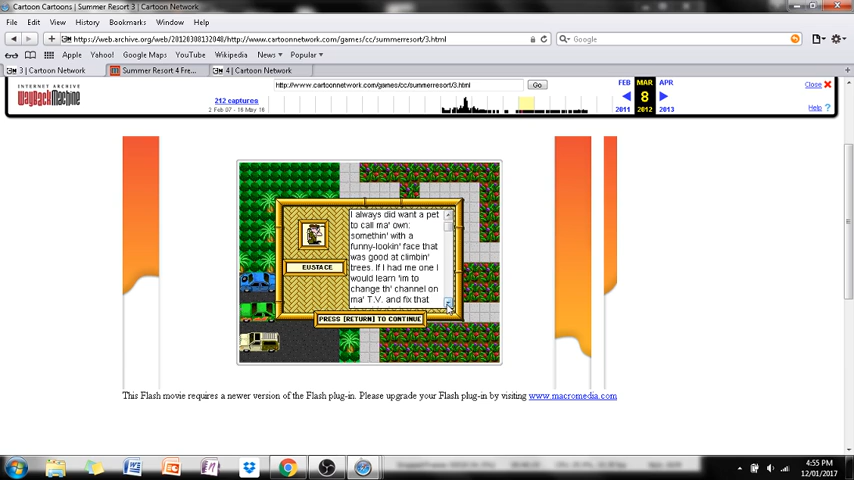 Cartoon Cartoons | Summer Resort 3 | Cartoon Network
File Edit View History Bookmarks Window Help
https://web.archive.org/web/20120308132048/http://www.cartoonnetwork.com/games/cc/summerresort/3.html
Google
Apple Yahoo! Google Maps YouTube Wikipedia News Popular
3 | Cartoon Network
Summer Resort 4 Fre...
4 | Cartoon Network
INTERNET ARCHIVE
WayBackMachine
http://www.cartoonnetwork.com/games/cc/summerresort/3.html
Go
212 captures
2 Feb 07 - 16 May 16
FEB MAR APR
8
2011 2012 2013
Close
Help
I always did want a pet
to call ma' own;
somethin' with a
funny-lookin' face that
was good at climbin'
trees. If I had me one I
would learn 'im to
change th' channel on
ma' T.V. and fix that
EUSTACE
PRESS [RETURN] TO CONTINUE
This Flash movie requires a newer version of the Flash plug-in. Please upgrade your Flash plug-in by visiting www.macromedia.com
4:55 PM
12/01/2017